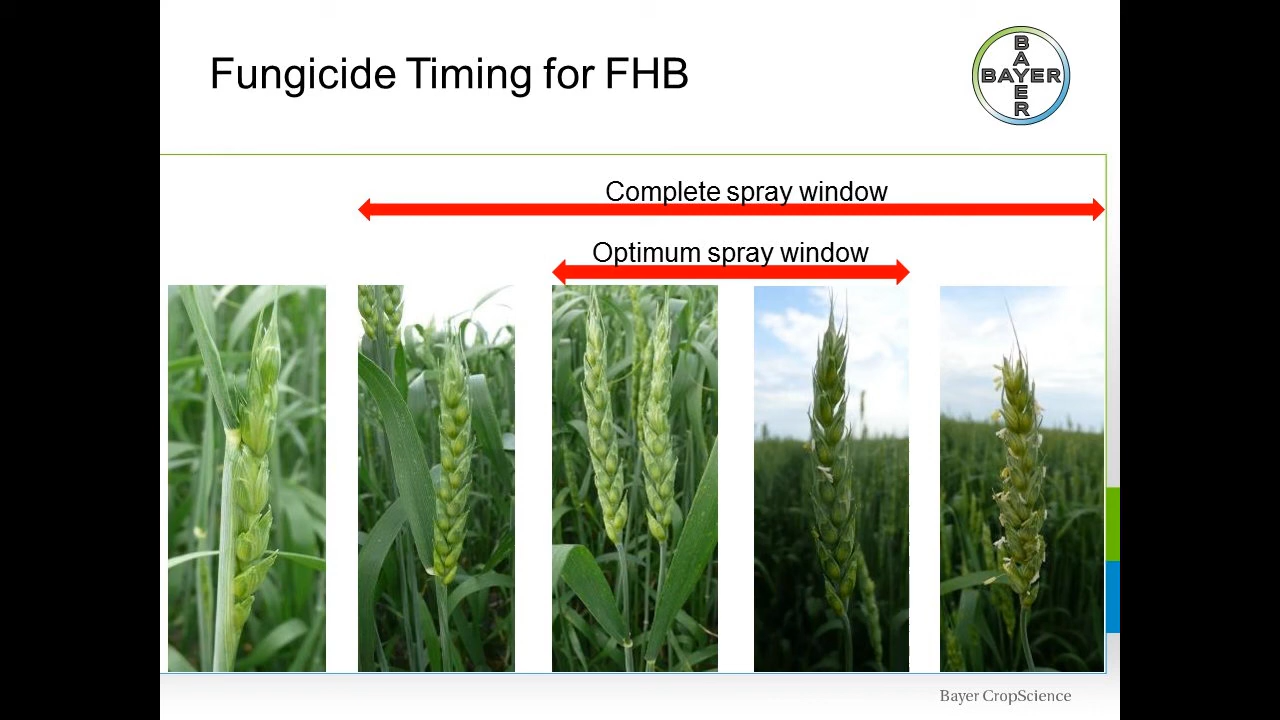 Fungicide Timing for FHB
BAYER
BAYER
Complete spray window
Optimum spray window
Bayer CropScience